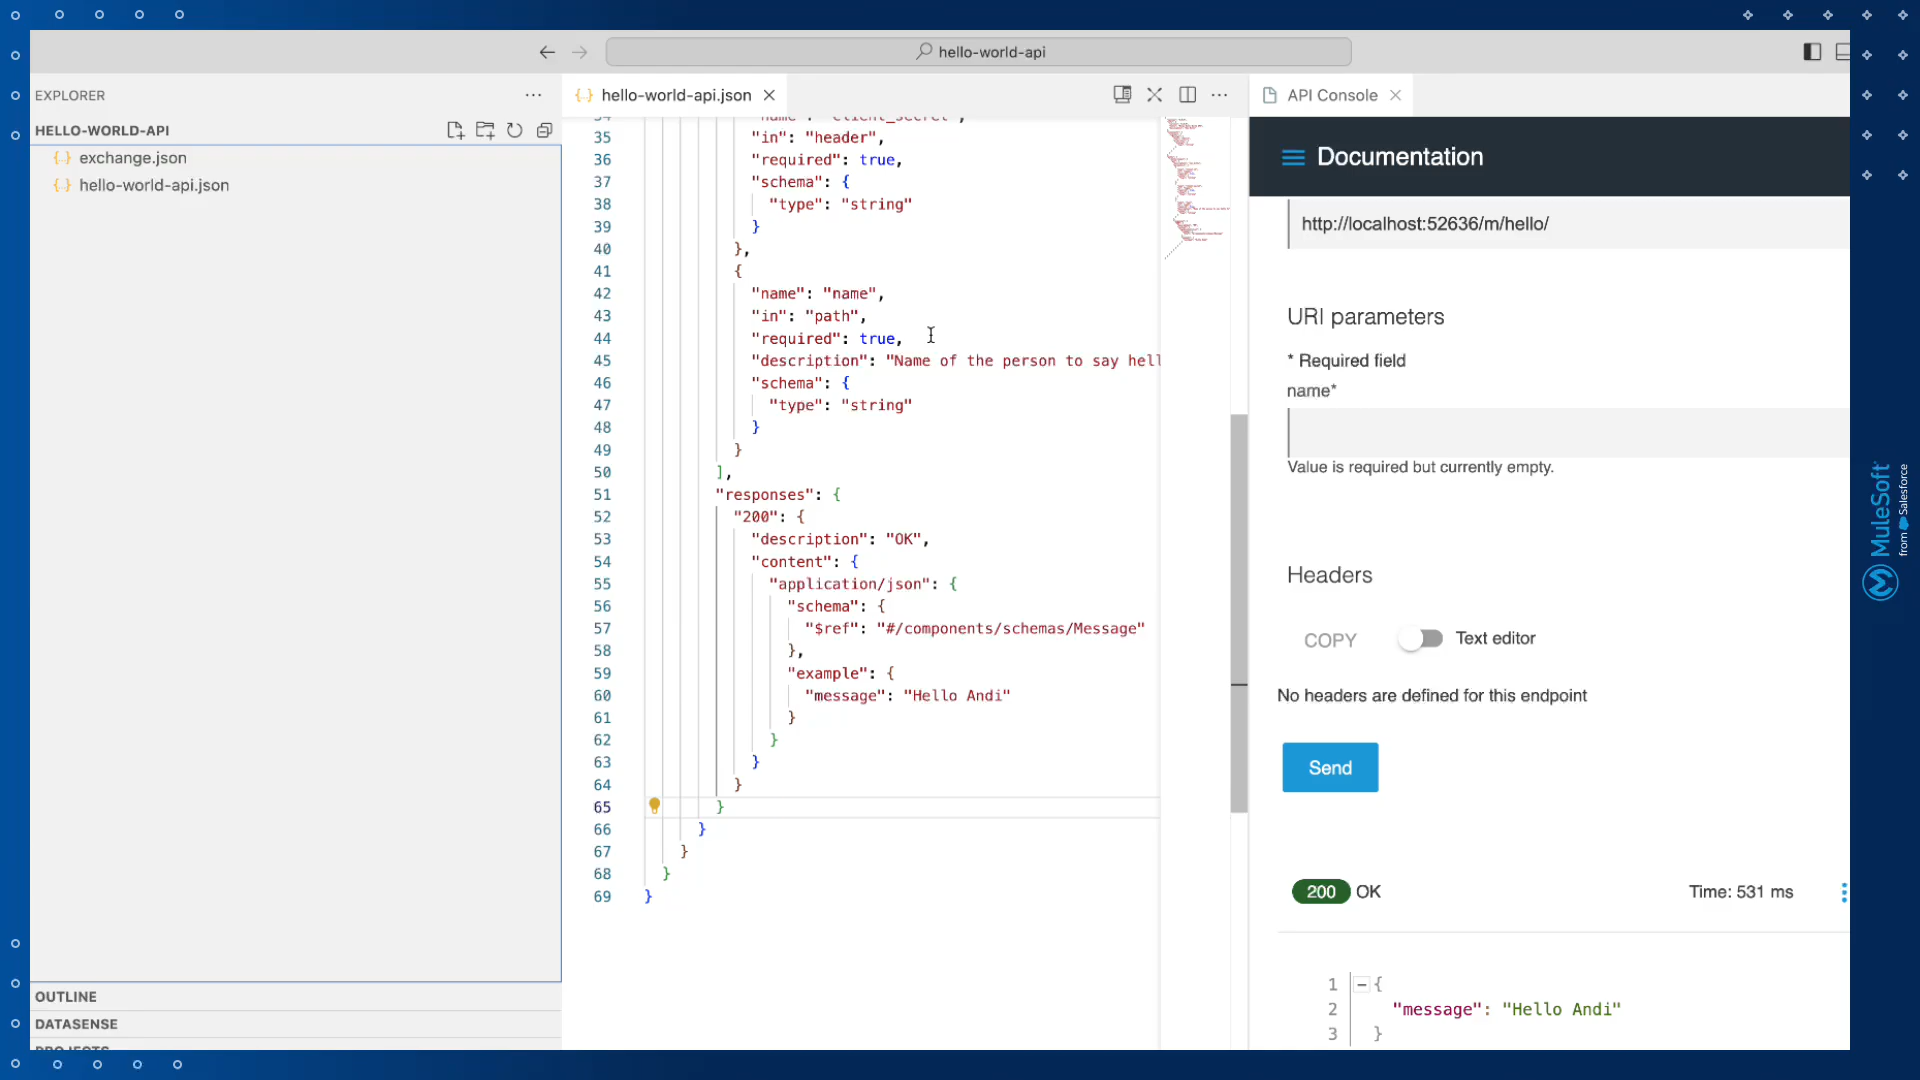 hello-world-api
EXPLORER
HELLO-WORLD-API
exchange.json
hello-world-api.json
OUTLINE
DATASENSE
PROJECTS
hello-world-api.json
34 "name": "client_secret",
35 "in": "header",
36 "required": true,
37 "schema": {
38 "type": "string"
39 }
40 },
41 {
42 "name": "name",
43 "in": "path",
44 "required": true,
45 "description": "Name of the person to say hell
46 "schema": {
47 "type": "string"
48 }
49 }
50 ],
51 "responses": {
52 "200": {
53 "description": "OK",
54 "content": {
55 "application/json": {
56 "schema": {
57 "$ref": "#/components/schemas/Message"
58 },
59 "example": {
60 "message": "Hello Andi"
61 }
62 }
63 }
64 }
65 }
66 }
67 }
68 }
69 }
API Console
Documentation
http://localhost:52636/m/hello/
URI parameters
* Required field
name*
Value is required but currently empty.
Headers
COPY Text editor
No headers are defined for this endpoint
Send
200 OK Time: 531 ms
1 {
2 "message": "Hello Andi"
3 }
MuleSoft
from Salesforce